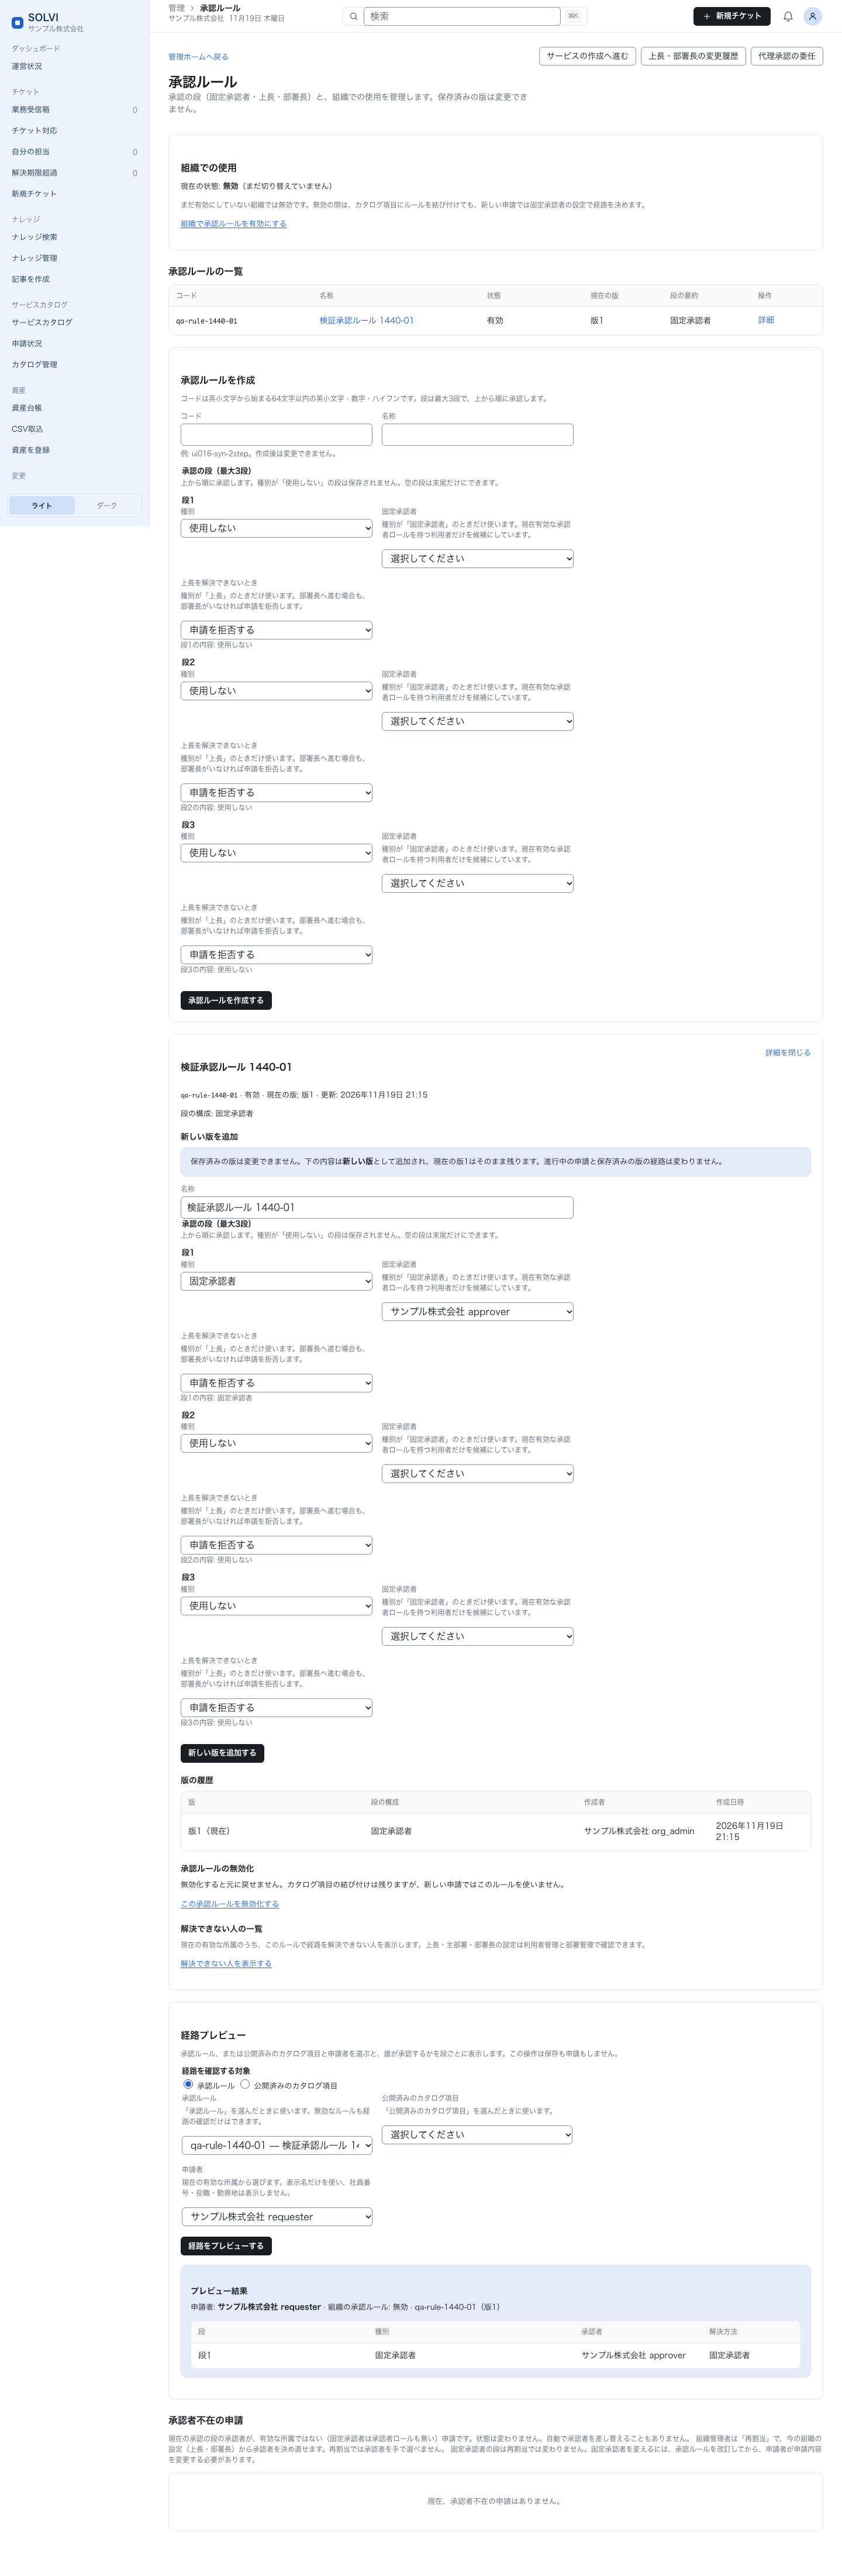 SOLVI
サンプル株式会社
ダッシュボード
運営状況
チケット
業務受信箱 0
チケット対応
自分の担当 0
解決期限超過 0
新規チケット
ナレッジ
ナレッジ検索
ナレッジ管理
記事を作成
サービスカタログ
サービスカタログ
申請状況
カタログ管理
資産
資産台帳
CSV取込
資産を登録
変更
ライト ダーク
管理 > 承認ルール
サンプル株式会社 11月19日 木曜日
検索 ⌘K
+ 新規チケット
管理ホームへ戻る
サービスの作成へ進む 上長・部署長の変更履歴 代理承認の委任
承認ルール
承認の段（固定承認者・上長・部署長）と、組織での使用を管理します。保存済みの版は変更でき
ません。
組織での使用
現在の状態: 無効（まだ切り替えていません）
まだ有効にしていない組織では無効です。無効の間は、カタログ項目にルールを結び付けても、新しい申請では固定承認者の設定で経路を決めます。
組織で承認ルールを有効にする
承認ルールの一覧
コード 名称 状態 現在の版 段の要約 操作
qa-rule-1440-01 検証承認ルール 1440-01 有効 版1 固定承認者 詳細
承認ルールを作成
コードは英小文字から始まる64文字以内の英小文字・数字・ハイフンです。段は最大3段で、上から順に承認します。
コード 名称
例: ui016-syn-2step。作成後は変更できません。
承認の段（最大3段）
上から順に承認します。種別が「使用しない」の段は保存されません。空の段は末尾だけにできます。
段1
種別 固定承認者
種別が「固定承認者」のときだけ使います。現在有効な承認
者ロールも持つ利用者だけを候補にしています。
使用しない
選択してください
上長を解決できないとき
種別が「上長」のときだけ使います。部署長へ進む場合も、
部署長がいなければ申請を拒否します。
申請を拒否する
段1の内容: 使用しない
段2
種別 固定承認者
種別が「固定承認者」のときだけ使います。現在有効な承認
者ロールも持つ利用者だけを候補にしています。
使用しない
選択してください
上長を解決できないとき
種別が「上長」のときだけ使います。部署長へ進む場合も、
部署長がいなければ申請を拒否します。
申請を拒否する
段2の内容: 使用しない
段3
種別 固定承認者
種別が「固定承認者」のときだけ使います。現在有効な承認
者ロールも持つ利用者だけを候補にしています。
使用しない
選択してください
上長を解決できないとき
種別が「上長」のときだけ使います。部署長へ進む場合も、
部署長がいなければ申請を拒否します。
申請を拒否する
段3の内容: 使用しない
承認ルールを作成する
詳細を閉じる
検証承認ルール 1440-01
qa-rule-1440-01 · 有効 · 現在の版: 版1 · 更新: 2026年11月19日 21:15
段の構成: 固定承認者
新しい版を追加
保存済みの版は変更できません。下の内容は新しい版として追加され、現在の版1はそのまま残ります。進行中の申請と保存済みの版の経路は変わりません。
名称
検証承認ルール 1440-01
承認の段（最大3段）
上から順に承認します。種別が「使用しない」の段は保存されません。空の段は末尾だけにできます。
段1
種別 固定承認者
種別が「固定承認者」のときだけ使います。現在有効な承認
者ロールも持つ利用者だけを候補にしています。
固定承認者
サンプル株式会社 approver
上長を解決できないとき
種別が「上長」のときだけ使います。部署長へ進む場合も、
部署長がいなければ申請を拒否します。
申請を拒否する
段1の内容: 固定承認者
段2
種別 固定承認者
種別が「固定承認者」のときだけ使います。現在有効な承認
者ロールも持つ利用者だけを候補にしています。
使用しない
選択してください
上長を解決できないとき
種別が「上長」のときだけ使います。部署長へ進む場合も、
部署長がいなければ申請を拒否します。
申請を拒否する
段2の内容: 使用しない
段3
種別 固定承認者
種別が「固定承認者」のときだけ使います。現在有効な承認
者ロールも持つ利用者だけを候補にしています。
使用しない
選択してください
上長を解決できないとき
種別が「上長」のときだけ使います。部署長へ進む場合も、
部署長がいなければ申請を拒否します。
申請を拒否する
段3の内容: 使用しない
新しい版を追加する
版の履歴
版 段の構成 作成者 作成日時
版1（現在） 固定承認者 サンプル株式会社 org_admin 2026年11月19日
21:15
承認ルールの無効化
無効化すると元に戻せません。カタログ項目の結び付けは残りますが、新しい申請ではこのルールを使いません。
この承認ルールを無効化する
解決できない人の一覧
現在の有効な所属のうち、このルールで経路を解決できない人を表示します。上長・主部署・部署長の設定は利用者管理と部署管理で確認できます。
解決できない人を表示する
経路プレビュー
承認ルール、または公開済みのカタログ項目と申請者を選ぶと、誰が承認するかを段ごとに表示します。この操作は保存も申請もしません。
経路を確認する対象
承認ルール 公開済みのカタログ項目
承認ルール 公開済みのカタログ項目
「承認ルール」を選んだときに使います。無効なルールも経
路の確認だけはできます。
「公開済みのカタログ項目」を選んだときに使います。
qa-rule-1440-01 — 検証承認ルール 14
選択してください
申請者
現在の有効な所属から選びます。表示名だけを使い、社員番
号・役職・勤務地は表示しません。
サンプル株式会社 requester
経路をプレビューする
プレビュー結果
申請者: サンプル株式会社 requester · 組織の承認ルール: 無効 · qa-rule-1440-01（版1）
段 種別 承認者 解決方法
段1 固定承認者 サンプル株式会社 approver 固定承認者
承認者不在の申請
現在の承認の段の承認者が、有効な所属ではない（固定承認者は承認者ロールも無い）申請です。状態は変わりません。自動で承認者を差し替えることもありません。 組織管理者は「再割当」で、今の組織の
設定（上長・部署長）から承認者を決め直せます。再割当では承認者を手で選べません。 固定承認者の段は再割当では変わりません。固定承認者を変えるには、承認ルールを改訂してから、申請者が申請内容
を変更する必要があります。
現在、承認者不在の申請はありません。